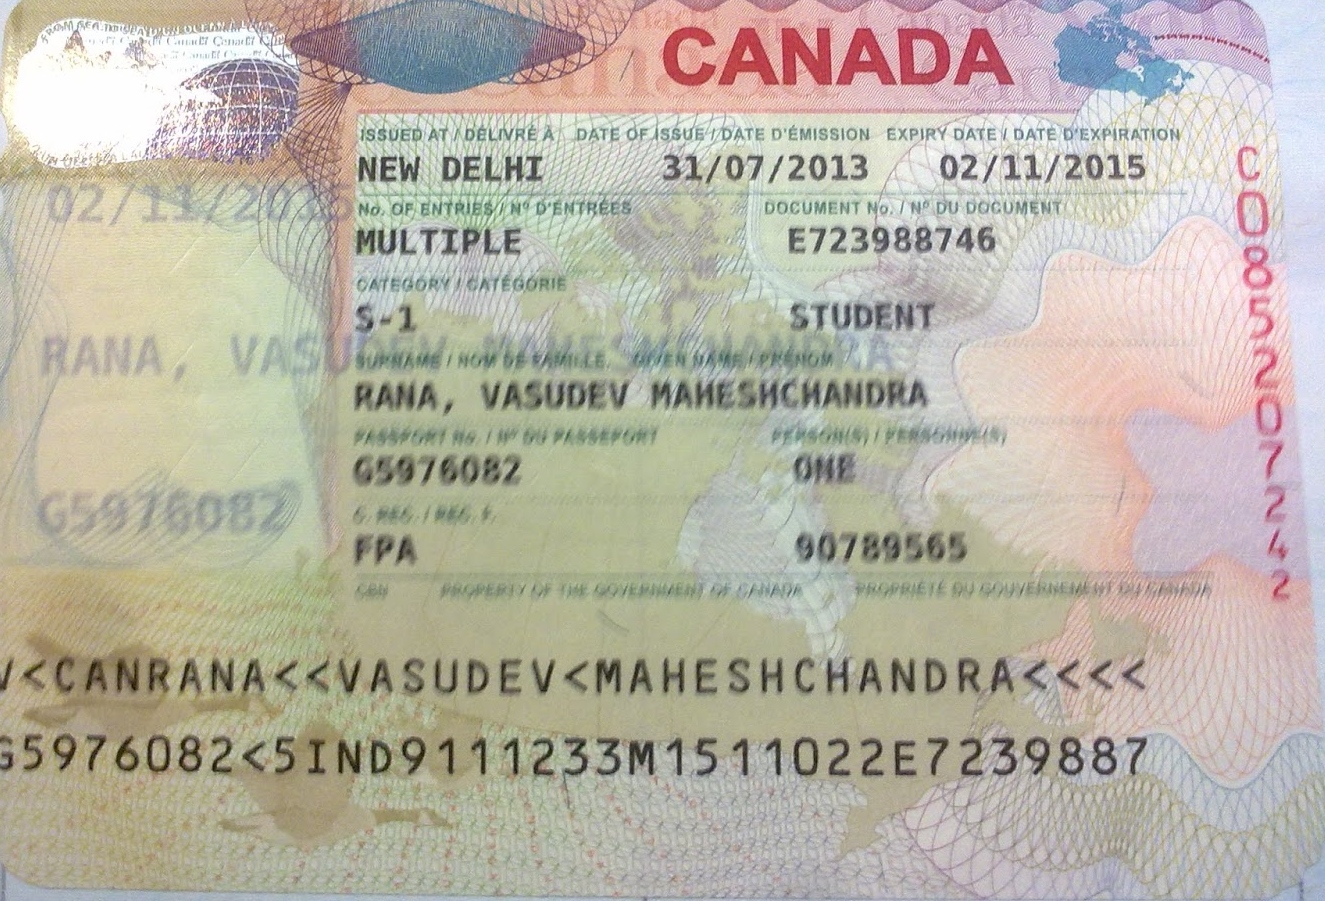 CANADA
ISSUED AT / DÉLIVRÉ À DATE OF ISSUE / DATE D'ÉMISSION EXPIRY DATE / DATE D'EXPIRATION
NEW DELHI 31/07/2013 02/11/2015
02/11/2015
No. OF ENTRIES / Nº D'ENTRÉES DOCUMENT No. / Nº DU DOCUMENT
MULTIPLE E723988746
CATEGORY / CATÉGORIE
S-1 STUDENT
RANA, VASUDEV MAHESHCHANDRA
SURNAME / NOM DE FAMILLE, GIVEN NAME / PRÉNOM
RANA, VASUDEV MAHESHCHANDRA
PASSPORT No. / Nº DU PASSEPORT PERSON(S) / PERSONNE(S)
G5976082 ONE
G5976082
C. REC. / REC. F.
FPA 90789565
CBN PROPERTY OF THE GOVERNMENT OF CANADA PROPRIÉTÉ DU GOUVERNEMENT DU CANADA
V<CANRANA<<VASUDEV<MAHESHCHANDRA<<<<
G5976082<5IND9111233M1511022E7239887
C085207242